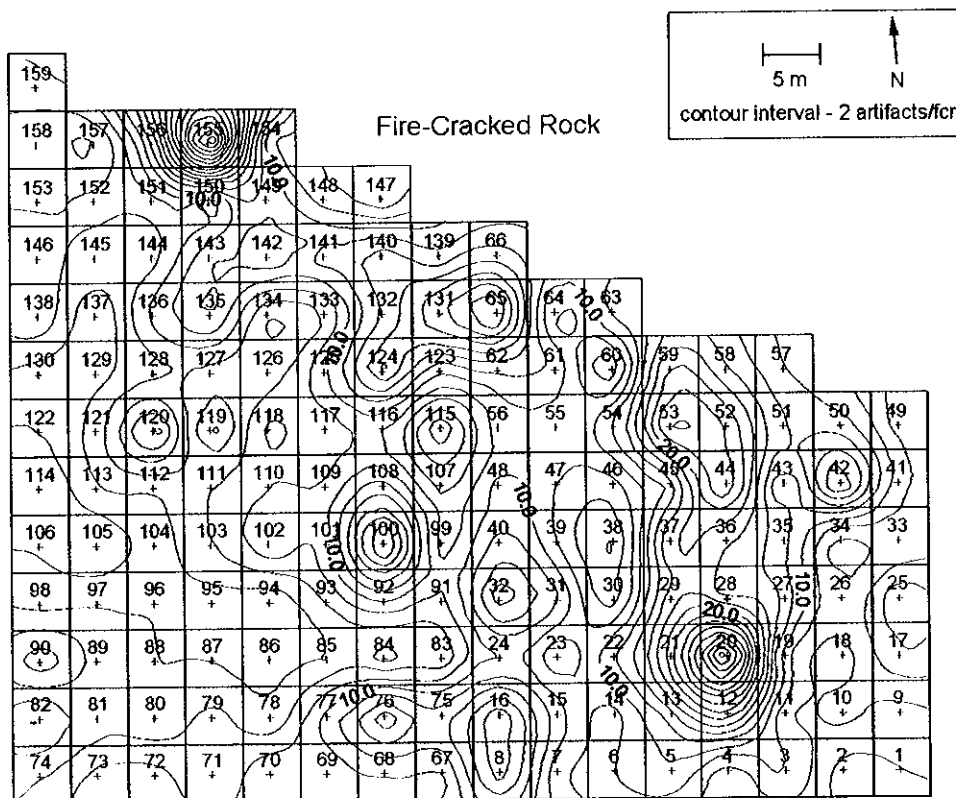 5 m N
contour interval - 2 artifacts/fcr
Fire-Cracked Rock
159
158 157 156 155 154
10.0
153 152 151 150 149 148 147
10.0
146 145 144 143 142 141 140 139 66
138 137 136 135 134 133 132 131 65 64 63
10.0
130 129 128 127 126 124 123 62 61 60 59 58 57
122 121 120 119 118 117 116 115 56 55 54 53 52 51 50 49
20.0
114 113 112 111 110 109 108 107 48 47 46 45 44 43 42 41
10.0
106 105 104 103 102 101 100 99 40 39 38 37 36 35 34 33
10.0
98 97 96 95 94 93 92 91 32 31 30 29 28 27 26 25
10.0
20.0
90 89 88 87 86 85 84 83 24 23 22 21 20 19 18 17
10.0 10.0
82 81 80 79 78 77 76 75 16 15 14 13 12 11 10 9
74 73 72 71 70 69 68 67 8 7 6 5 4 3 2 1